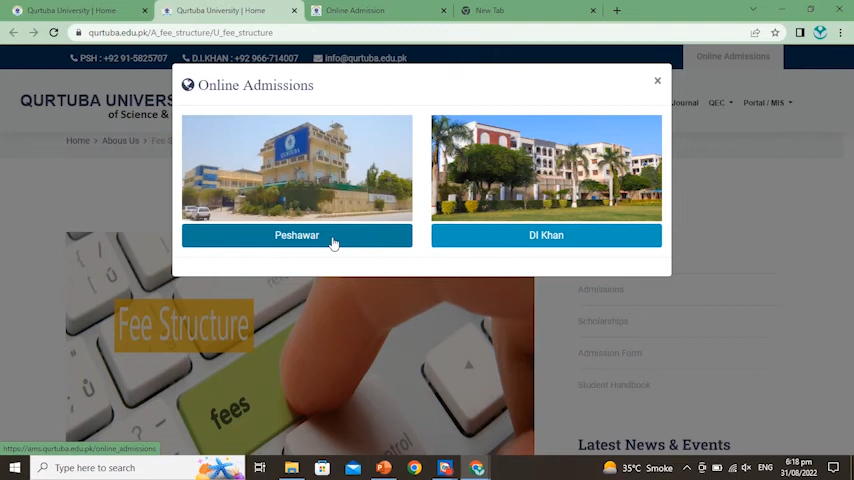 Qurtuba University | Home
Qurtuba University | Home
Online Admission
New Tab
qurtuba.edu.pk/A_fee_structure/U_fee_structure
PSH : +92 91-5825707
D.I.KHAN : +92 966-714007
info@qurtuba.edu.pk
Online Admissions
QURTUBA UNIVERS
of Science &
Journal
QEC
Portal / MIS
Home
Abous Us
Fee S
Online Admissions
×
QURTUBA
Peshawar
DI Khan
Fee Structure
fees
Admissions
Scholarships
Admission Form
Student Handbook
Latest News & Events
https://ams.qurtuba.edu.pk/online_admissions
Type here to search
35°C Smoke
ENG
6:18 pm
31/08/2022